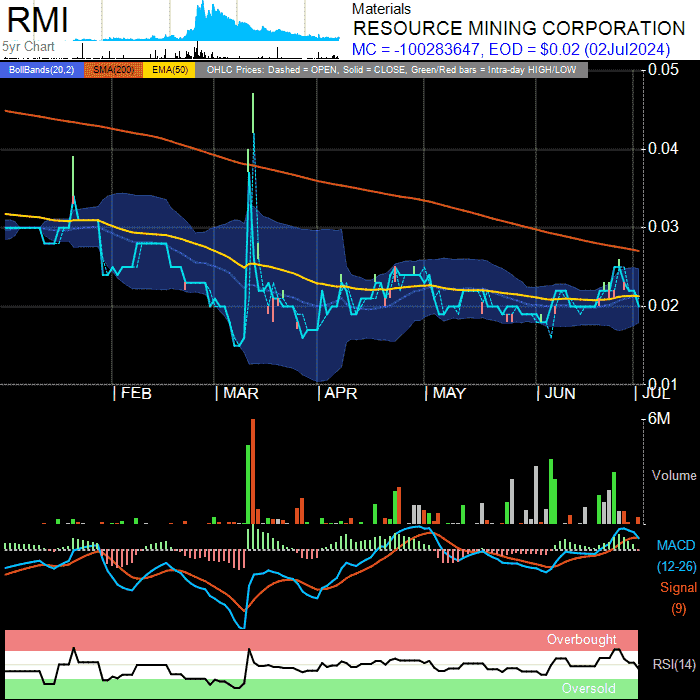 RMI
5yr Chart
Materials
RESOURCE MINING CORPORATION
MC = -100283647, EOD = $0.02 (02Jul2024)
BollBands(20,2) SMA(200) EMA(50) OHLC Prices: Dashed = OPEN, Solid = CLOSE, Green/Red bars = Intra-day HIGH/LOW
0.05
0.04
0.03
0.02
0.01
FEB MAR APR MAY JUN JUL
6M
Volume
MACD
(12-26)
Signal
(9)
Overbought
RSI(14)
Oversold